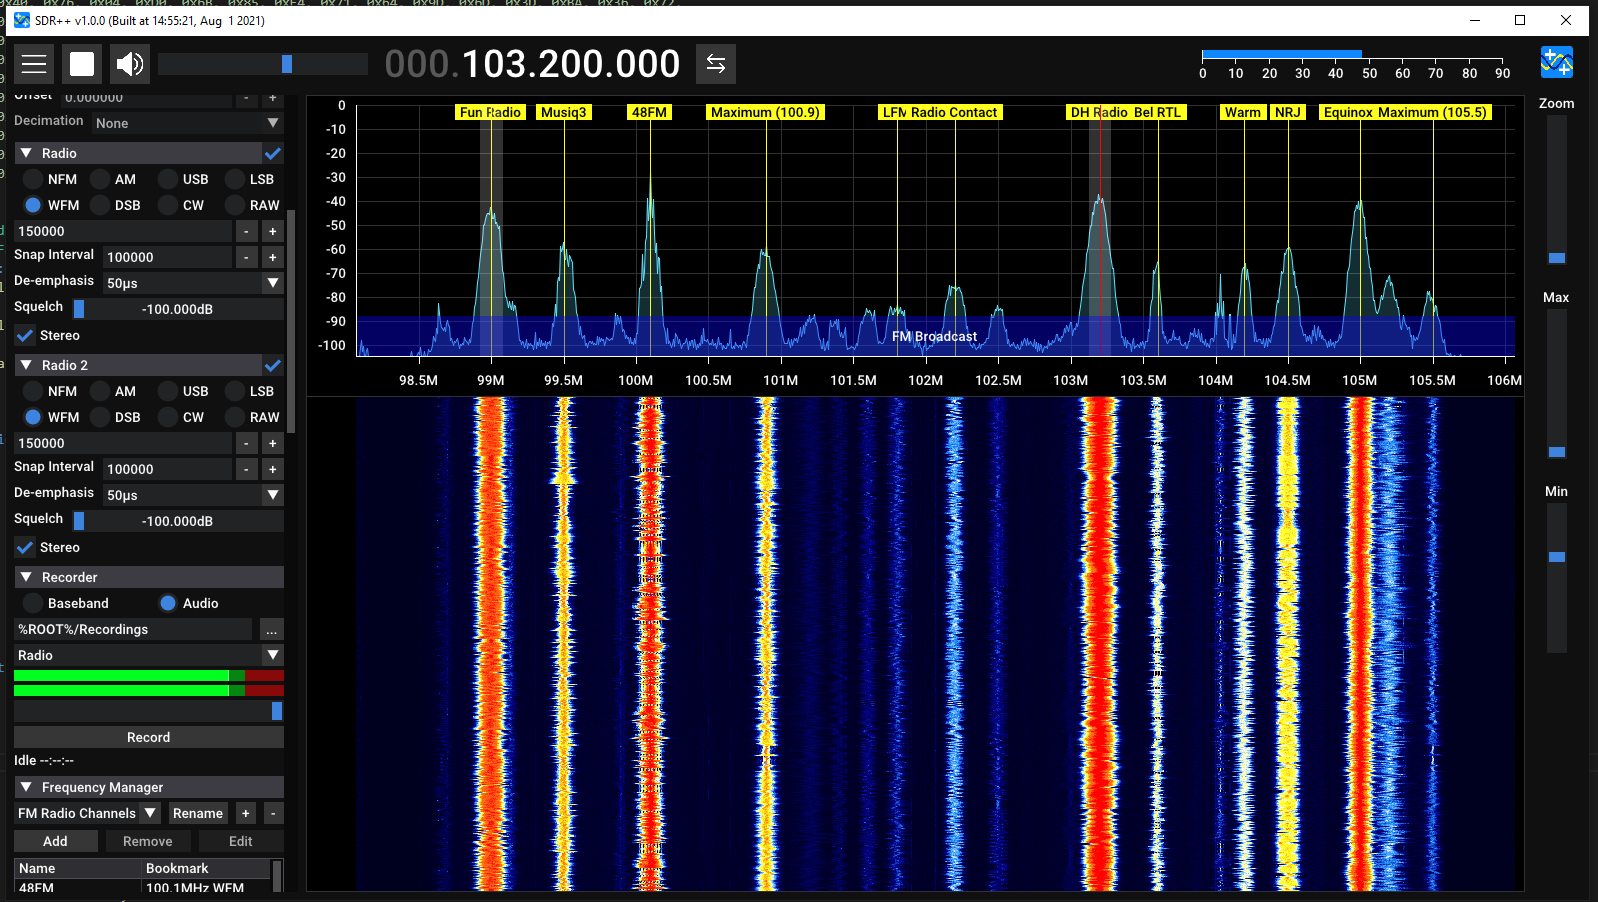 SDR++ v1.0.0 (Built at 14:55:21, Aug 1 2021)
000.103.200.000
0 10 20 30 40 50 60 70 80 90
Offset 0.000000 - +
Decimation None
Radio
NFM AM USB LSB
WFM DSB CW RAW
150000 - +
Snap Interval 100000 - +
De-emphasis 50µs
Squelch -100.000dB
Stereo
Radio 2
NFM AM USB LSB
WFM DSB CW RAW
150000 - +
Snap Interval 100000 - +
De-emphasis 50µs
Squelch -100.000dB
Stereo
Recorder
Baseband Audio
%ROOT%/Recordings ...
Radio
Record
Idle --:--:--
Frequency Manager
FM Radio Channels Rename + -
Add Remove Edit
Name Bookmark
48FM 100.1MHz WFM
Fun Radio Musiq3 48FM Maximum (100.9) LFM Radio Contact DH Radio Bel RTL Warm NRJ Equinox Maximum (105.5)
0
-10
-20
-30
-40
-50
-60
-70
-80
-90
-100
FM Broadcast
98.5M 99M 99.5M 100M 100.5M 101M 101.5M 102M 102.5M 103M 103.5M 104M 104.5M 105M 105.5M 106M
Zoom
Max
Min